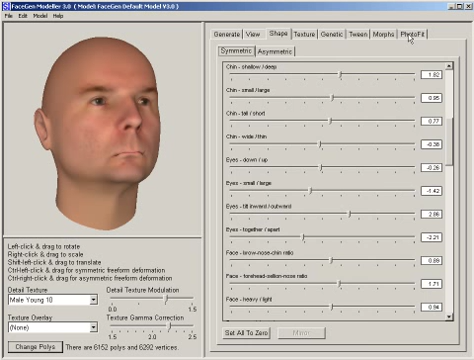 FaceGen Modeller 3.0 ( Model: FaceGen Default Model V3.0 )
File Edit Model Help
Generate View Shape Texture Genetic Tween Morphs PhotoFit
Symmetric Asymmetric
Chin - shallow / deep
1.82
Chin - small / large
0.95
Chin - tall / short
0.77
Chin - wide / thin
-0.38
Eyes - down / up
-0.26
Eyes - small / large
-1.42
Eyes - tilt inward / outward
2.86
Eyes - together / apart
-2.21
Face - brow-nose-chin ratio
0.89
Face - forehead-sellion-nose ratio
1.71
Face - heavy / light
0.94
Set All To Zero
Mirror
Left-click & drag to rotate
Right-click & drag to scale
Shift-left-click & drag to translate
Ctrl-left-click & drag for symmetric freeform deformation
Ctrl-right-click & drag for asymmetric freeform deformation
Detail Texture Detail Texture Modulation
Male Young 10
0.0 1.5
Texture Overlay Texture Gamma Correction
(None)
1.5 2.0 2.5
Change Polys There are 6152 polys and 6292 vertices.